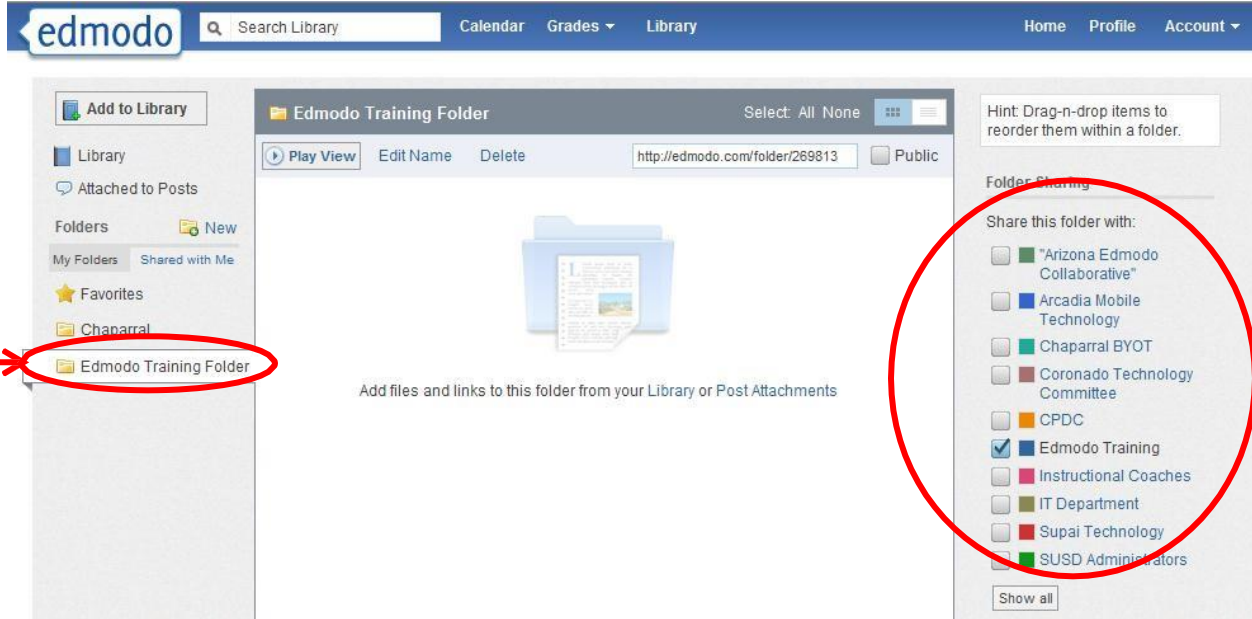 edmodo
Search Library
Calendar Grades Library
Home Profile Account
Add to Library
Library
Attached to Posts
Folders New
My Folders Shared with Me
Favorites
Chaparral
Edmodo Training Folder
Edmodo Training Folder
Select: All None
Play View Edit Name Delete
http://edmodo.com/folder/269813
Public
Add files and links to this folder from your Library or Post Attachments
Hint: Drag-n-drop items to
reorder them within a folder.
Folder Sharing
Share this folder with:
"Arizona Edmodo
Collaborative"
Arcadia Mobile
Technology
Chaparral BYOT
Coronado Technology
Committee
CPDC
Edmodo Training
Instructional Coaches
IT Department
Supai Technology
SUSD Administrators
Show all